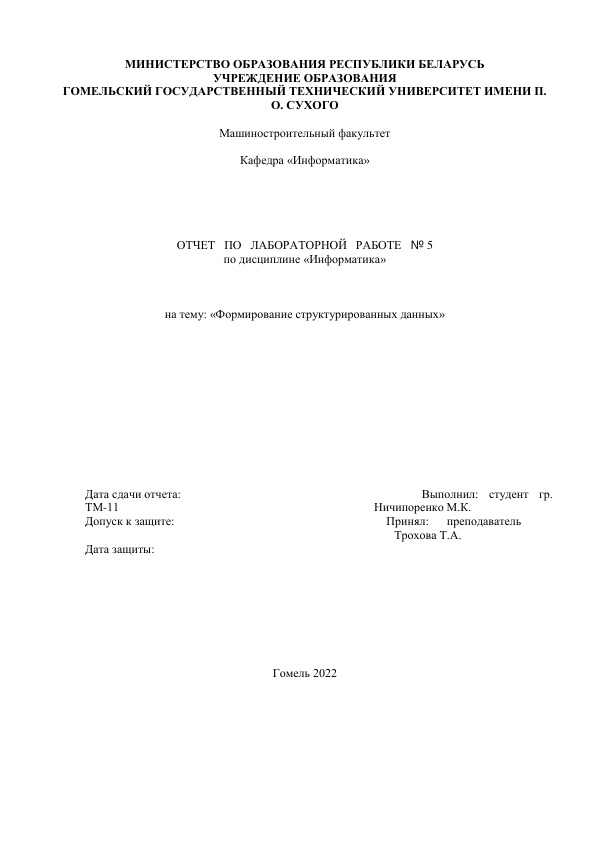 МИНИСТЕРСТВО ОБРАЗОВАНИЯ РЕСПУБЛИКИ БЕЛАРУСЬ
УЧРЕЖДЕНИЕ ОБРАЗОВАНИЯ
ГОМЕЛЬСКИЙ ГОСУДАРСТВЕННЫЙ ТЕХНИЧЕСКИЙ УНИВЕРСИТЕТ ИМЕНИ П.
О. СУХОГО
Машиностроительный факультет
Кафедра «Информатика»
ОТЧЕТ ПО ЛАБОРАТОРНОЙ РАБОТЕ № 5
по дисциплине «Информатика»
на тему: «Формирование структурированных данных»
Дата сдачи отчета: Выполнил: студент гр.
ТМ-11 Ничипоренко М.К.
Допуск к защите: Принял: преподаватель
Трохова Т.А.
Дата защиты:
Гомель 2022